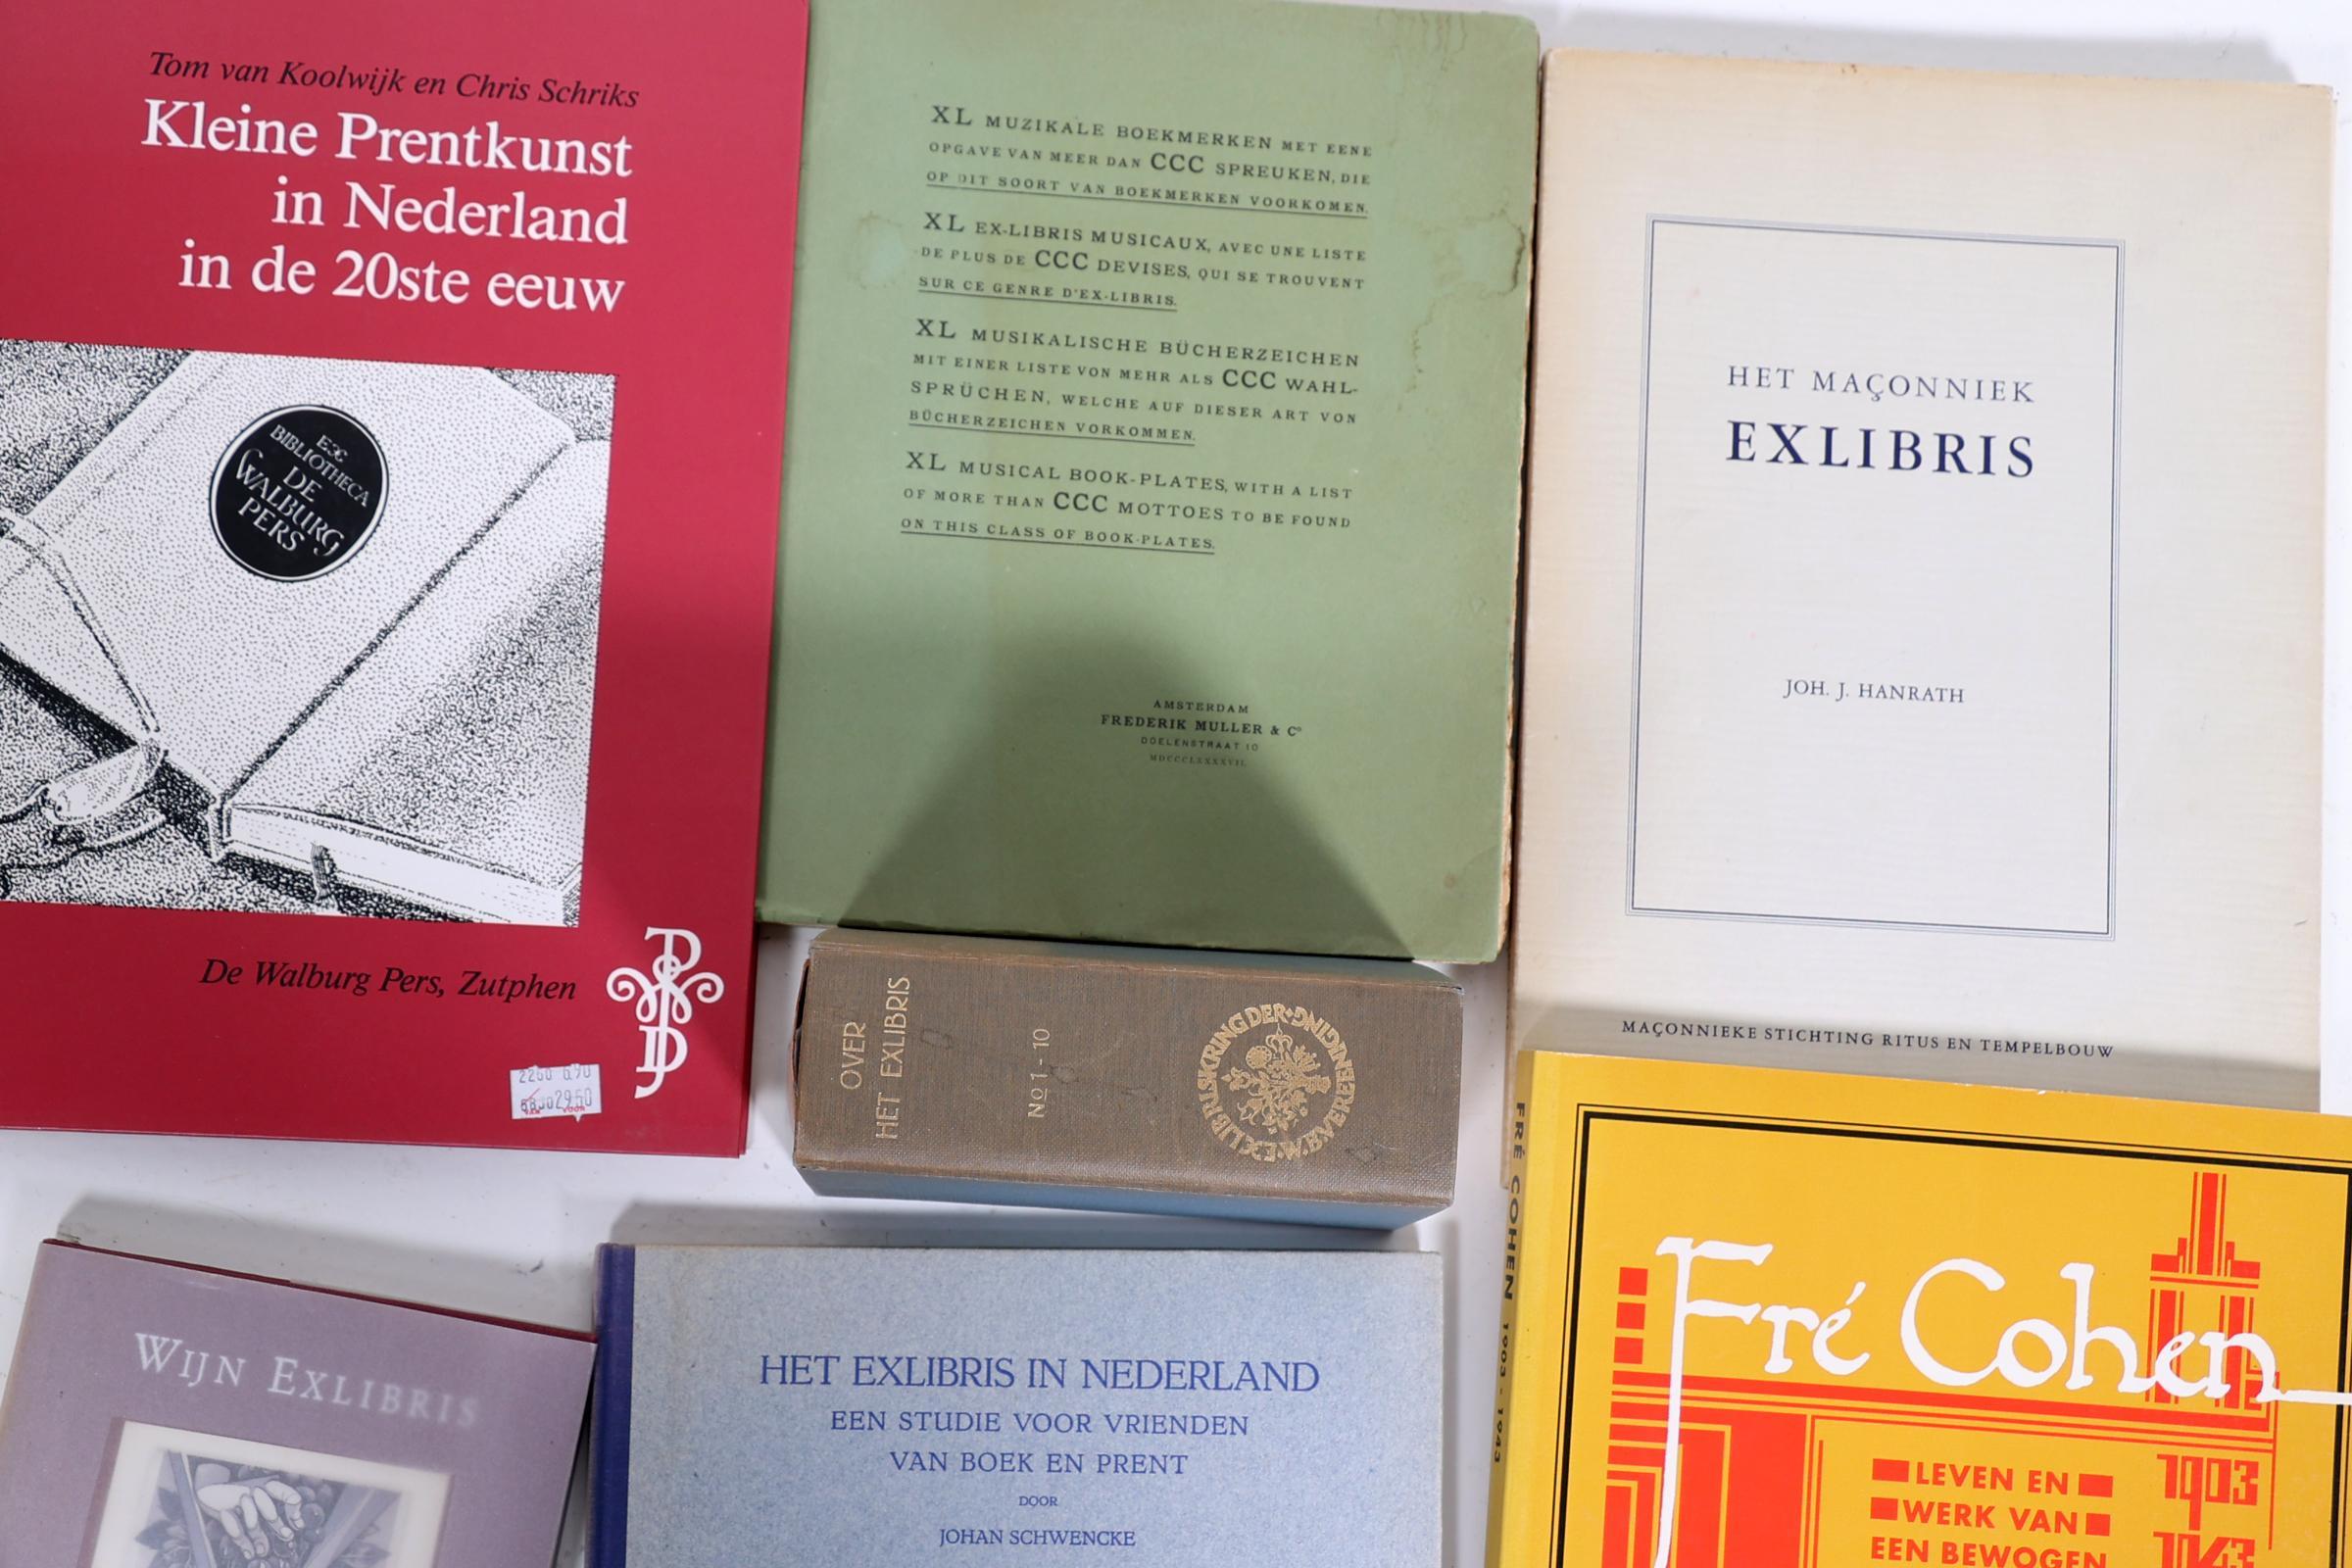 Tom van Koolwijk en Chris Schriks
Kleine Prentkunst
in Nederland
in de 20ste eeuw
BIBLIOTHECA
DE
WALBURG
PERS
De Walburg Pers, Zutphen
XL MUZIKALE BOEKMERKEN MET EENE
OPGAVE VAN MEER DAN CCC SPREUKEN, DIE
OP DIT SOORT VAN BOEKMERKEN VOORKOMEN.
XL EX-LIBRIS MUSICAUX, AVEC UNE LISTE
DE PLUS DE CCC DEVISES, QUI SE TROUVENT
SUR CE GENRE D'EX-LIBRIS.
XL MUSIKALISCHE BÜCHERZEICHEN
MIT EINER LISTE VON MEHR ALS CCC WAHL-
SPRÜCHEN, WELCHE AUF DIESER ART VON
BÜCHERZEICHEN VORKOMMEN.
XL MUSICAL BOOK-PLATES, WITH A LIST
OF MORE THAN CCC MOTTOES TO BE FOUND
ON THIS CLASS OF BOOK-PLATES.
AMSTERDAM
FREDERIK MULLER & Cº
DOELENSTRAAT 10
HET MAÇONNIEK
EXLIBRIS
JOH. J. HANRATH
MAÇONNIEKE STICHTING RITUS EN TEMPELBOUW
OVER
HET EXLIBRIS
Nº 1 - 10
WIJN EXLIBRIS
HET EXLIBRIS IN NEDERLAND
EEN STUDIE VOOR VRIENDEN
VAN BOEK EN PRENT
DOOR
JOHAN SCHWENCKE
FRÉ COHEN 1903 - 1943
Fré Cohen
LEVEN EN
WERK VAN
EEN BEWOGEN
1903
1943